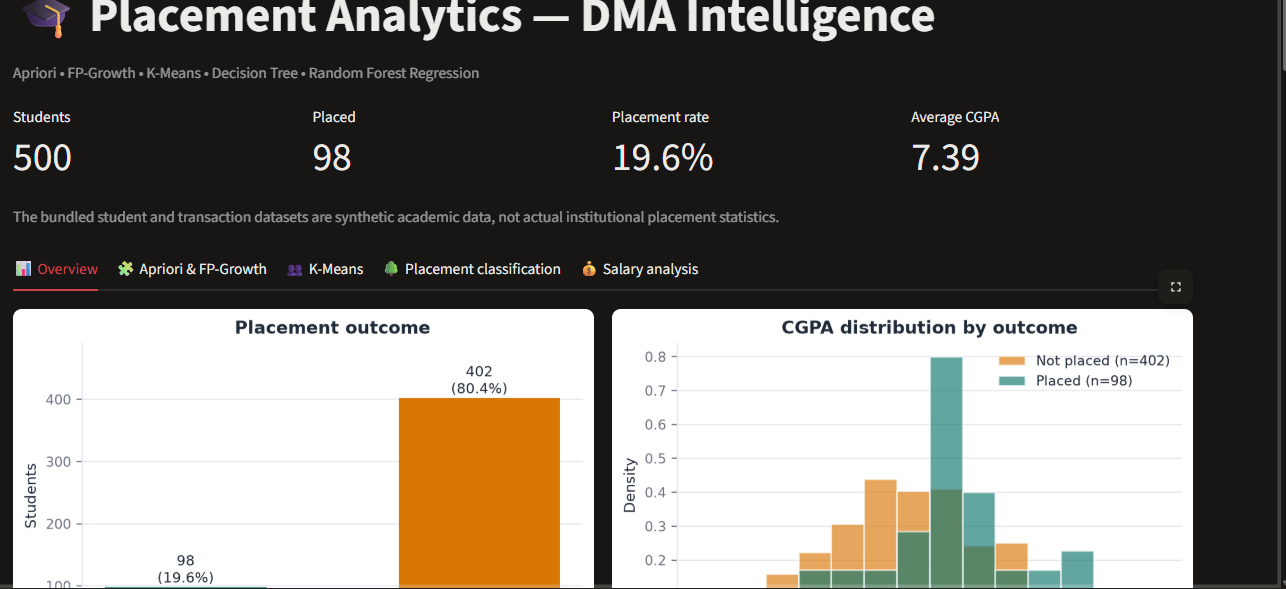 Placement Analytics — DMA Intelligence
Apriori • FP-Growth • K-Means • Decision Tree • Random Forest Regression
Students
500
Placed
98
Placement rate
19.6%
Average CGPA
7.39
The bundled student and transaction datasets are synthetic academic data, not actual institutional placement statistics.
Overview
Apriori & FP-Growth
K-Means
Placement classification
Salary analysis
Placement outcome
Students
400
300
200
100
98
(19.6%)
402
(80.4%)
CGPA distribution by outcome
Density
0.8
0.7
0.6
0.5
0.4
0.3
0.2
Not placed (n=402)
Placed (n=98)